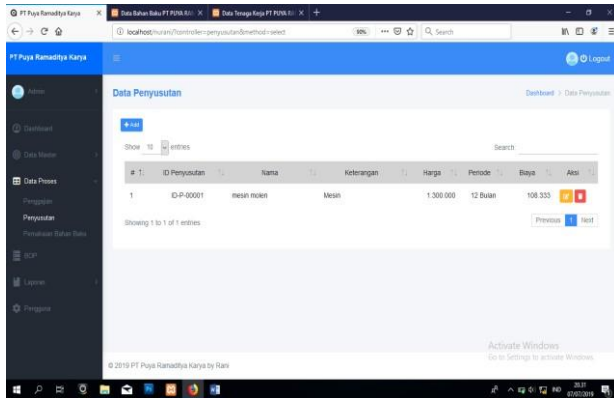 PT Puya Ramaditya Karya
Data Bahan Baku PT PUYA RA
Data Tenaga Kerja PT PUYA RA
localhost/nurani/?controller=penyusutan&method=select
90%
Search
PT Puya Ramaditya Karya
Logout
Admin
Dashboard
Data Master
Data Proses
Penggajian
Penyusutan
Pemakaian Bahan Baku
BOP
Laporan
Pengguna
Data Penyusutan
Dashboard > Data Penyusutan
+ Add
Show 10 entries
Search:
# ID Penyusutan Nama Keterangan Harga Periode Biaya Aksi
1 ID-P-00001 mesin molen Mesin 1.300.000 12 Bulan 108.333
Showing 1 to 1 of 1 entries
Previous 1 Next
Activate Windows
Go to Settings to activate Windows.
© 2019 PT Puya Ramaditya Karya by Rani
IND
20.31
07/07/2019